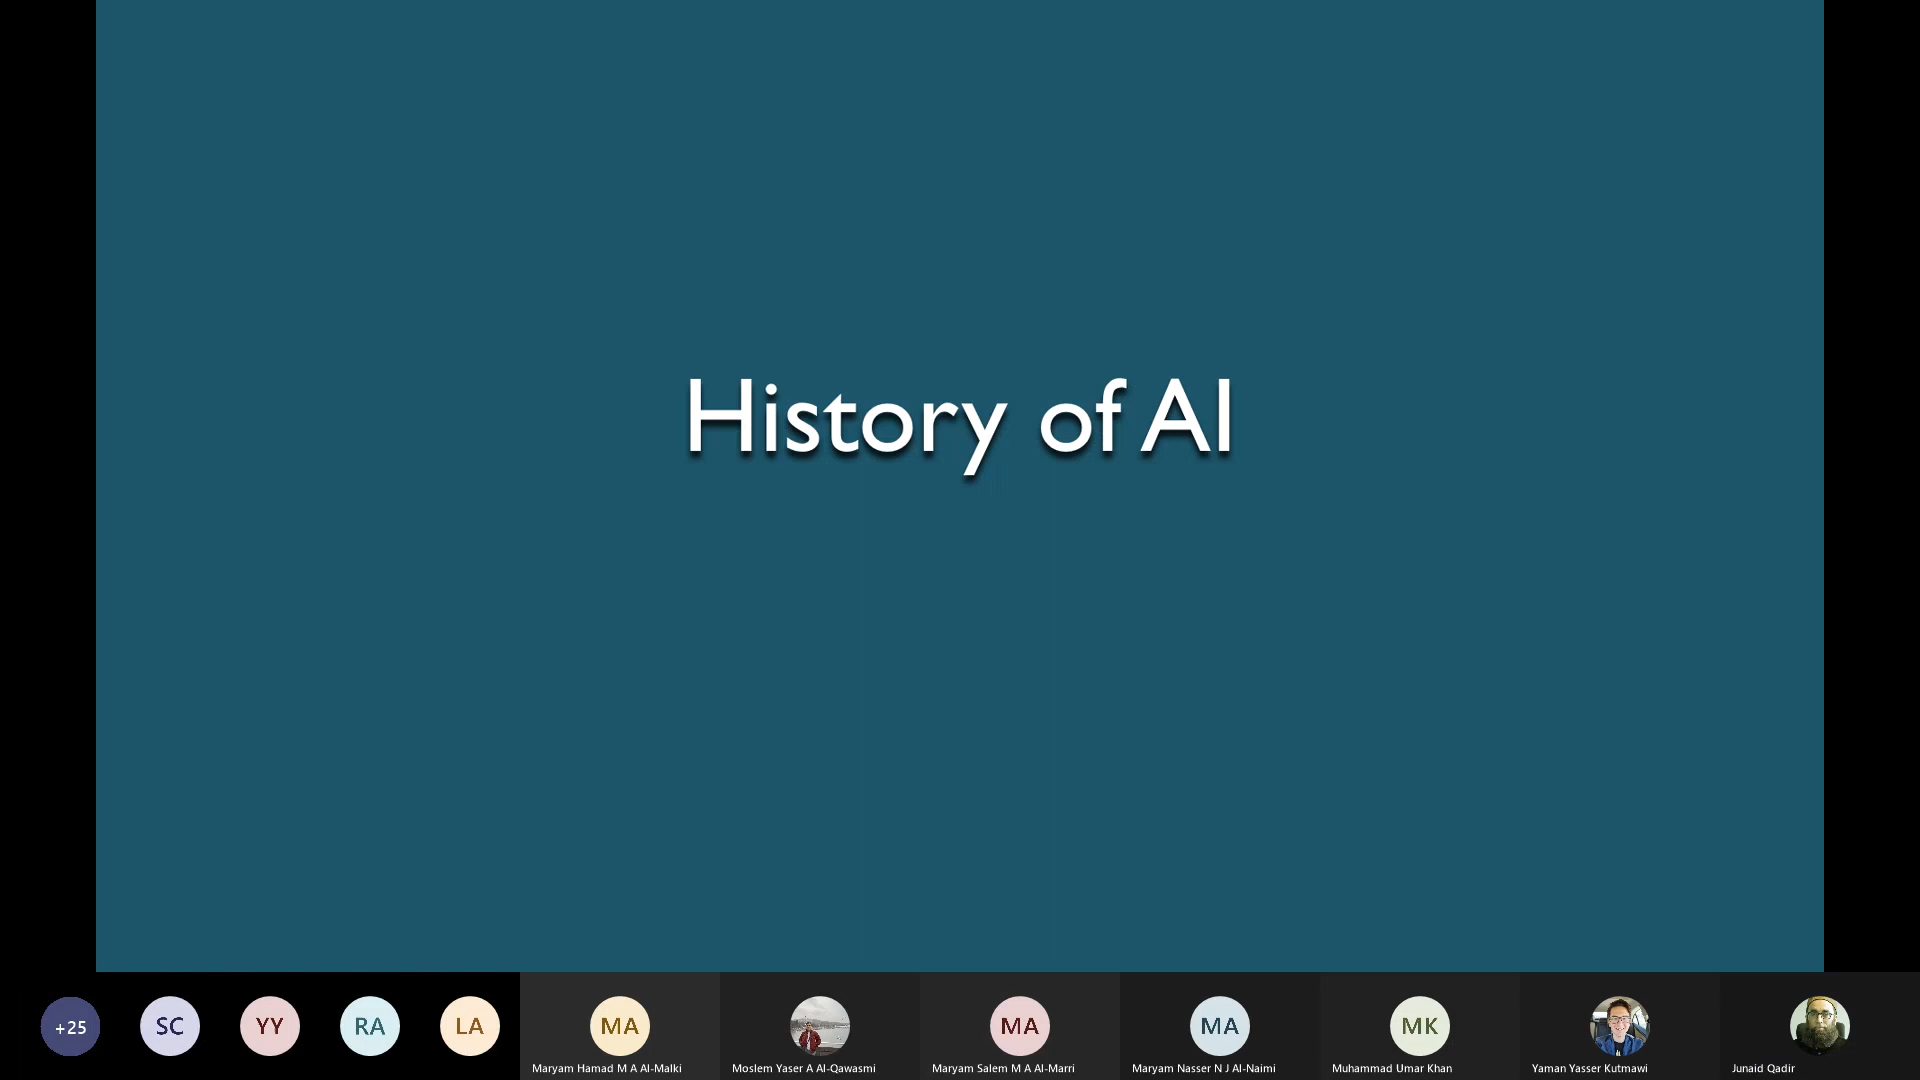 History of AI
+25
SC
YY
RA
LA
MA
MA
MA
MK
Maryam Hamad M A Al-Malki
Moslem Yaser A Al-Qawasmi
Maryam Salem M A Al-Marri
Maryam Nasser N J Al-Naimi
Muhammad Umar Khan
Yaman Yasser Kutmawi
Junaid Qadir